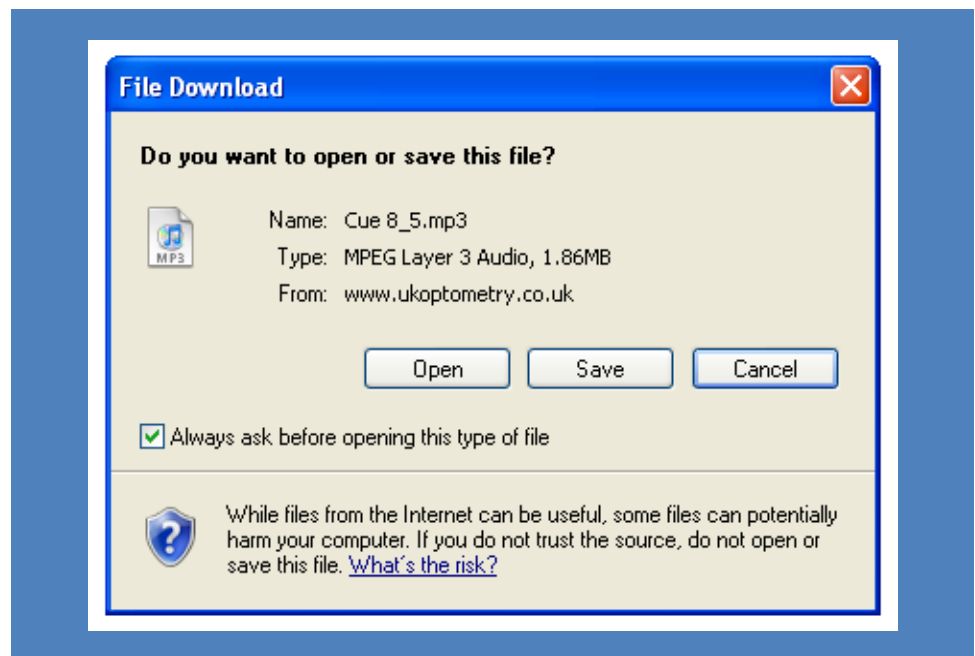 File Download
Do you want to open or save this file?
MP3
Name: Cue 8_5.mp3
Type: MPEG Layer 3 Audio, 1.86MB
From: www.ukoptometry.co.uk
Open Save Cancel
Always ask before opening this type of file
While files from the Internet can be useful, some files can potentially
harm your computer. If you do not trust the source, do not open or
save this file. What's the risk?